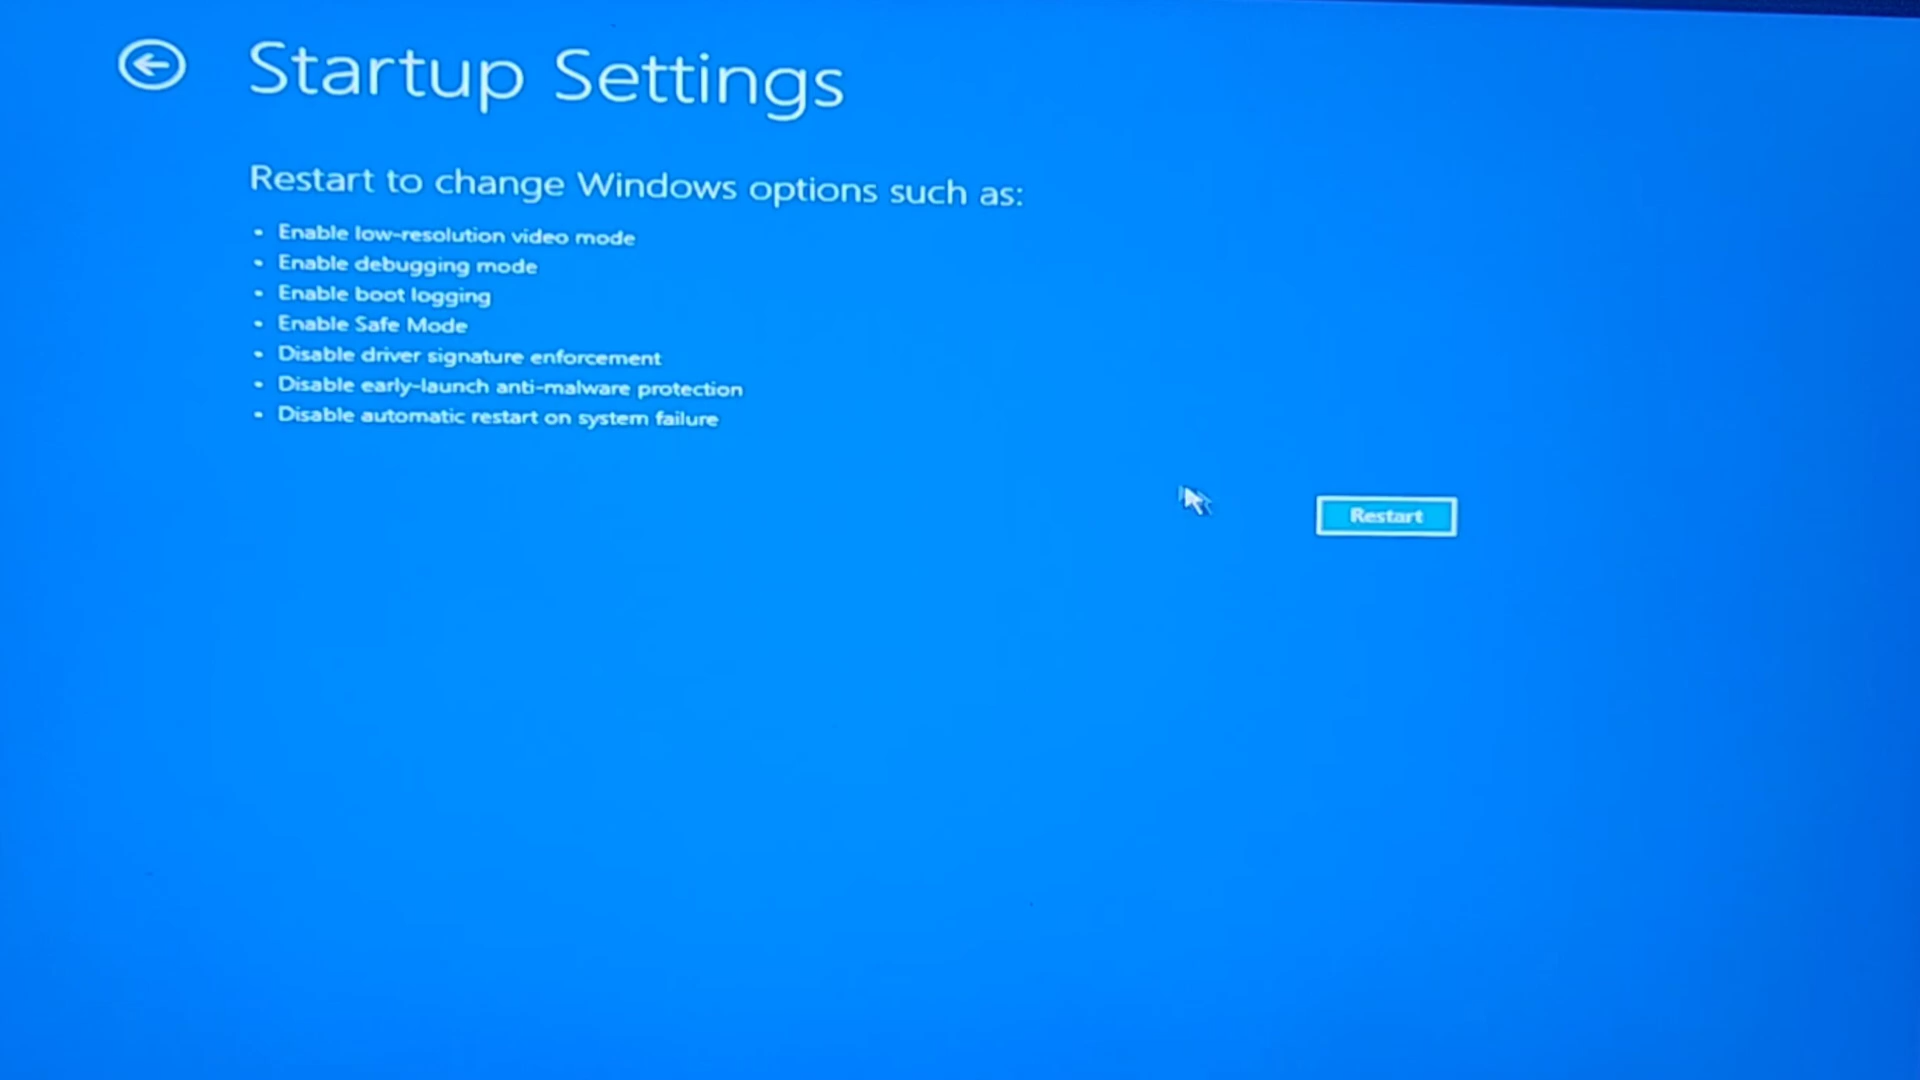 Startup Settings
Restart to change Windows options such as:
• Enable low-resolution video mode
• Enable debugging mode
• Enable boot logging
• Enable Safe Mode
• Disable driver signature enforcement
• Disable early-launch anti-malware protection
• Disable automatic restart on system failure
Restart